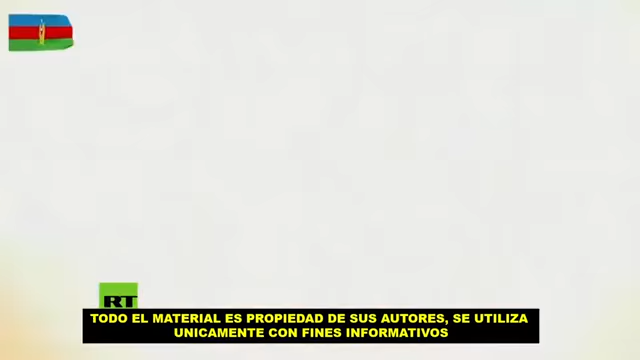 RT
TODO EL MATERIAL ES PROPIEDAD DE SUS AUTORES, SE UTILIZA
UNICAMENTE CON FINES INFORMATIVOS